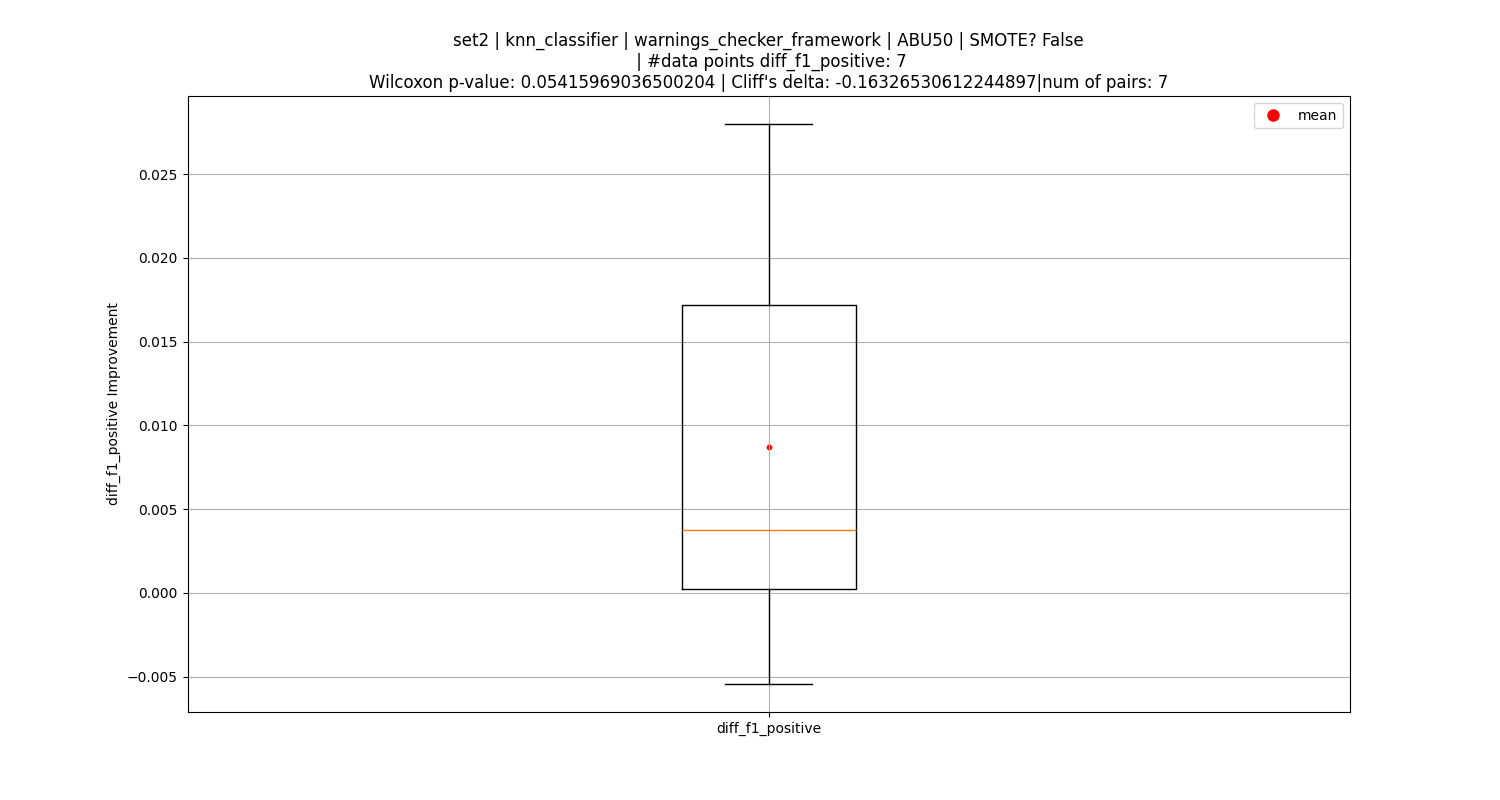 set2 | knn_classifier | warnings_checker_framework | ABU50 | SMOTE? False
| #data points diff_f1_positive: 7
Wilcoxon p-value: 0.05415969036500204 | Cliff's delta: -0.16326530612244897|num of pairs: 7
mean
0.025
0.020
0.015
0.010
0.005
0.000
−0.005
diff_f1_positive Improvement
diff_f1_positive